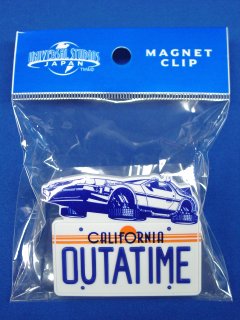 UNIVERSAL STUDIOS
JAPAN
MAGNET
CLIP
CALIFORNIA
OUTATIME